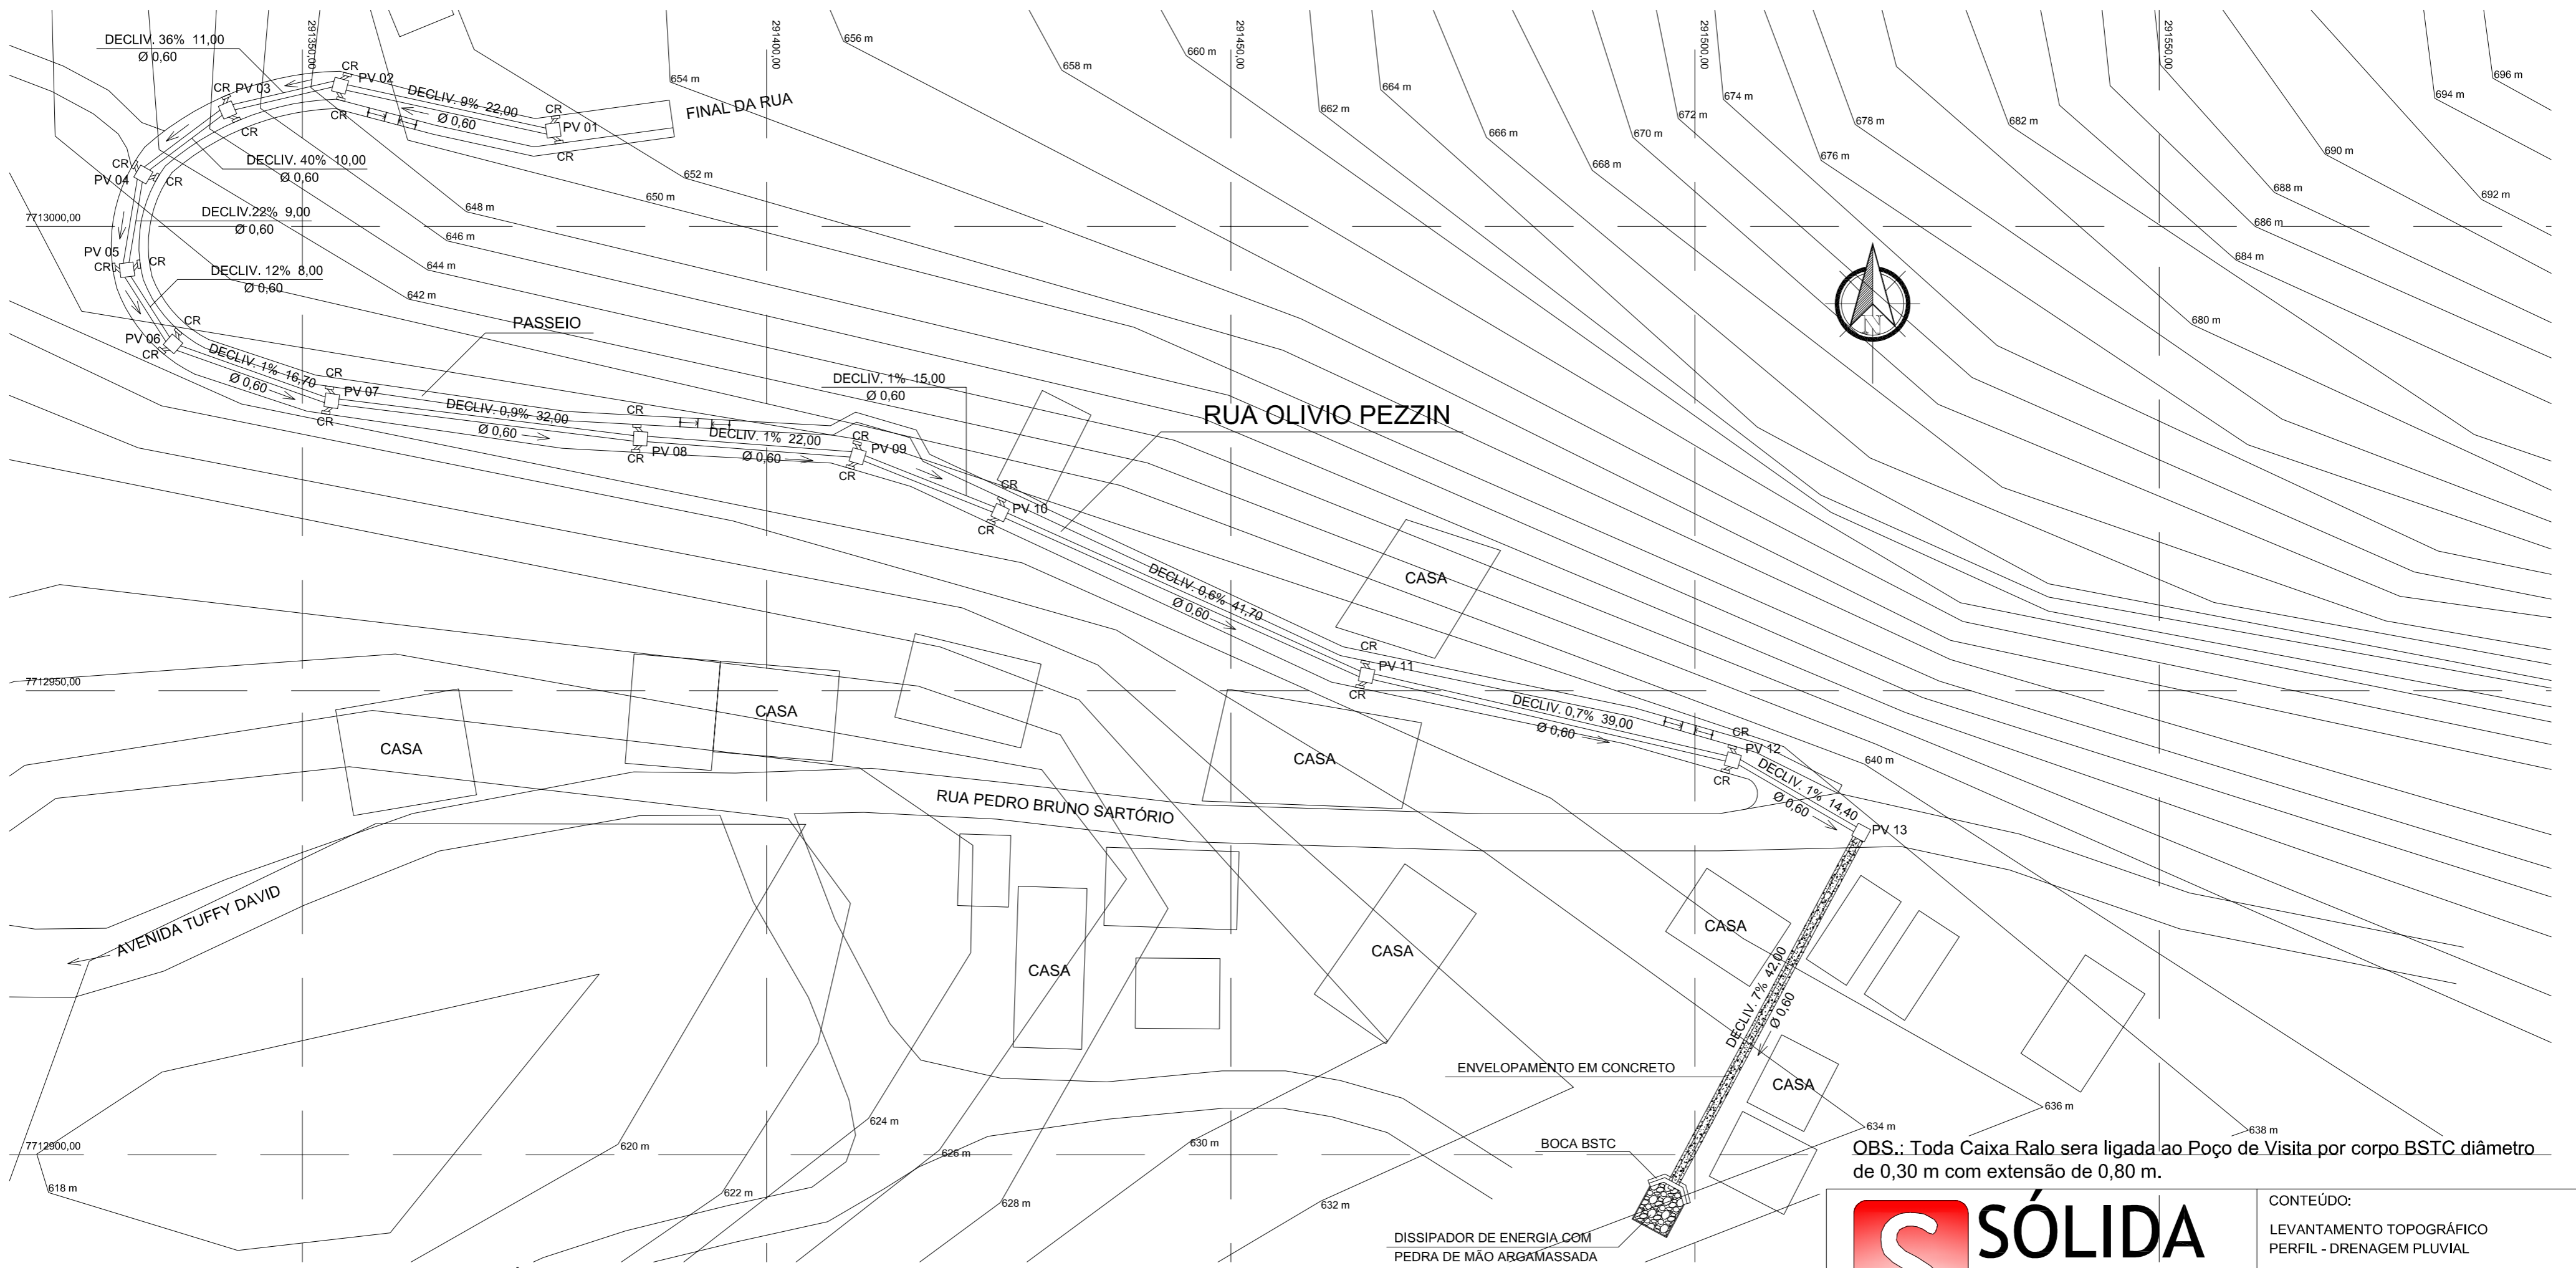 291350,00
291400,00
291450,00
291500,00
291550,00
DECLIV. 36% 11,00
Ø 0,60
CR
PV 02
CR PV 03
CR
CR
DECLIV. 9% 22,00
Ø 0,60
CR
PV 01
CR
FINAL DA RUA
654 m
656 m
658 m
660 m
662 m
664 m
666 m
668 m
670 m
672 m
674 m
676 m
678 m
682 m
690 m
688 m
686 m
684 m
680 m
692 m
694 m
696 m
DECLIV. 40% 10,00
Ø 0,60
CR
PV 04
CR
652 m
650 m
648 m
646 m
644 m
642 m
7713000,00
DECLIV.22% 9,00
Ø 0,60
PV 05
CR
CR
DECLIV. 12% 8,00
Ø 0,60
N
PASSEIO
CR
PV 06
CR
DECLIV. 1% 16,70
Ø 0,60
CR
PV 07
CR
DECLIV. 0,9% 32,00
Ø 0,60
CR
PV 08
CR
DECLIV. 1% 22,00
Ø 0,60
DECLIV. 1% 15,00
Ø 0,60
CR
PV 09
CR
RUA OLIVIO PEZZIN
CR
PV 10
CR
DECLIV. 0,6% 41,70
Ø 0,60
CASA
CR
PV 11
CR
7712950,00
DECLIV. 0,7% 39,00
Ø 0,60
CR
PV 12
CR
640 m
DECLIV. 1% 14,40
Ø 0,60
PV 13
CASA
CASA
CASA
RUA PEDRO BRUNO SARTÓRIO
AVENIDA TUFFY DAVID
CASA
CASA
CASA
DECLIV. 7% 42,00
Ø 0,60
ENVELOPAMENTO EM CONCRETO
CASA
BOCA BSTC
7712900,00
618 m
620 m
622 m
624 m
626 m
628 m
630 m
632 m
634 m
636 m
638 m
OBS.: Toda Caixa Ralo sera ligada ao Poço de Visita por corpo BSTC diâmetro
de 0,30 m com extensão de 0,80 m.
DISSIPADOR DE ENERGIA COM
PEDRA DE MÃO ARGAMASSADA
SÓLIDA
CONTEÚDO:
LEVANTAMENTO TOPOGRÁFICO
PERFIL - DRENAGEM PLUVIAL